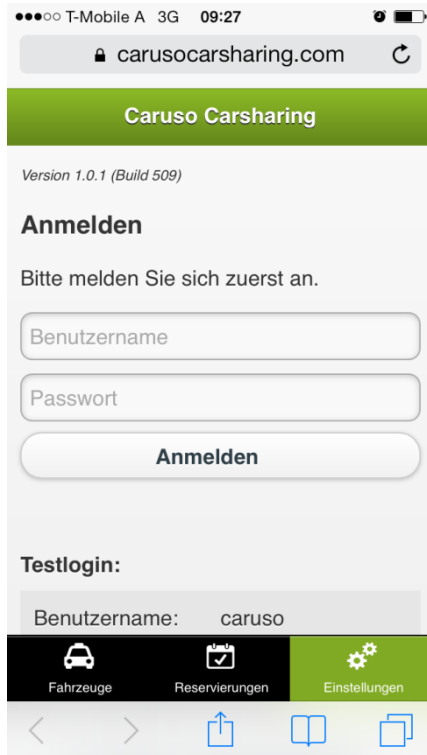 T-Mobile A 3G 09:27
carusocarsharing.com
Caruso Carsharing
Version 1.0.1 (Build 509)
Anmelden
Bitte melden Sie sich zuerst an.
Benutzername
Passwort
Anmelden
Testlogin:
Benutzername: caruso
Fahrzeuge Reservierungen Einstellungen